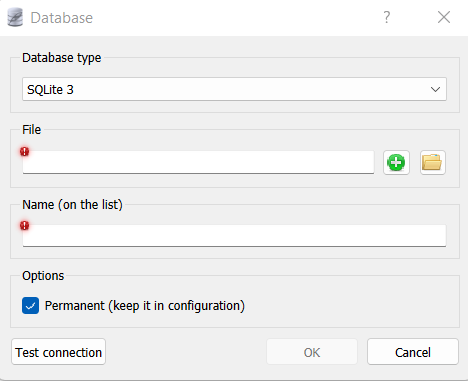 Database
?
Database type
SQLite 3
File
Name (on the list)
Options
Permanent (keep it in configuration)
Test connection
OK
Cancel